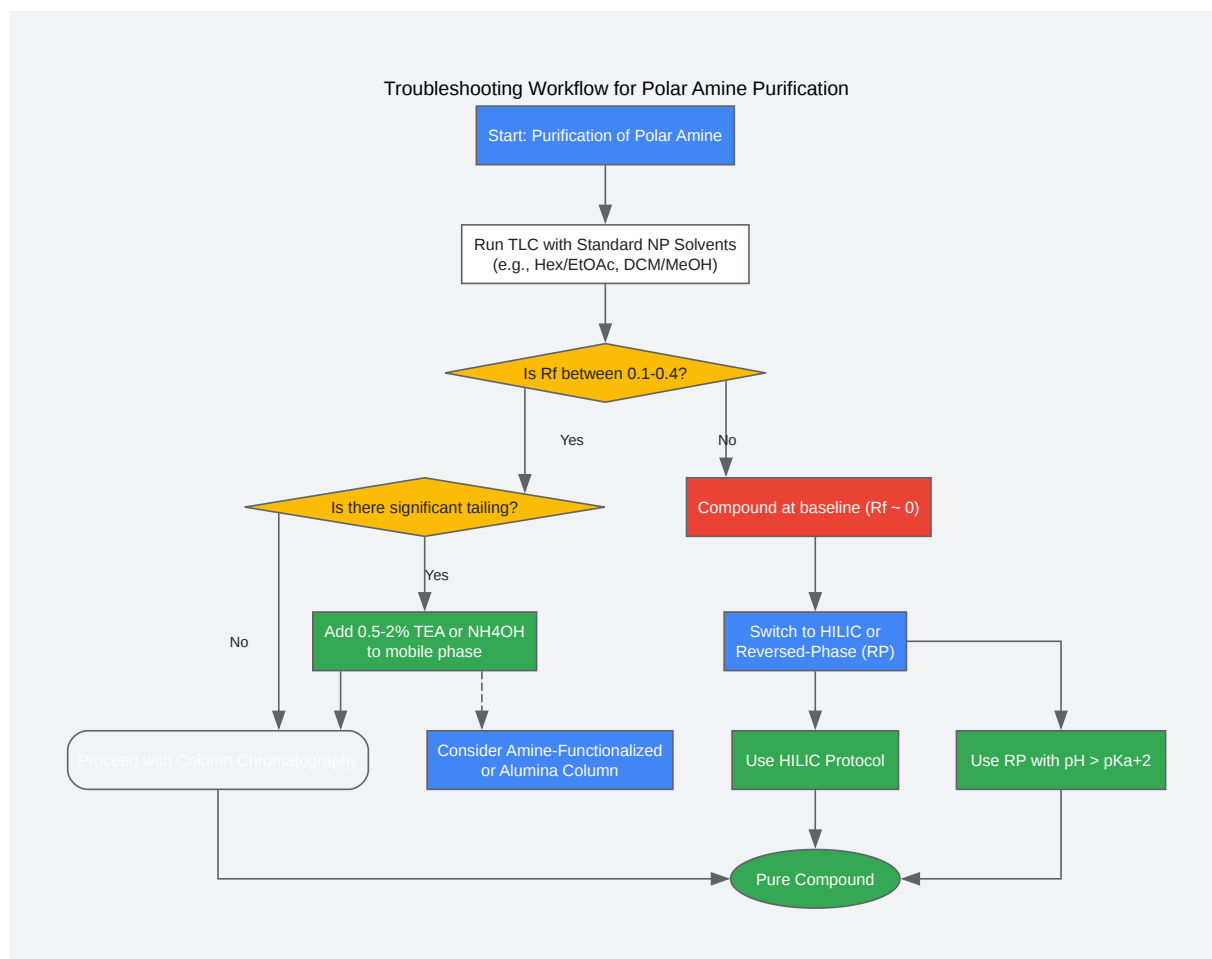 Troubleshooting Workflow for Polar Amine Purification
Start: Purification of Polar Amine
Run TLC with Standard NP Solvents
(e.g., Hex/EtOAc, DCM/MeOH)
Is Rf between 0.1-0.4?
Yes
No
Is there significant tailing?
Compound at baseline (Rf ~ 0)
Yes
No
Add 0.5-2% TEA or NH4OH
to mobile phase
Switch to HILIC or
Reversed-Phase (RP)
Proceed with Column Chromatography
Consider Amine-Functionalized
or Alumina Column
Use HILIC Protocol
Use RP with pH > pKa+2
Pure Compound